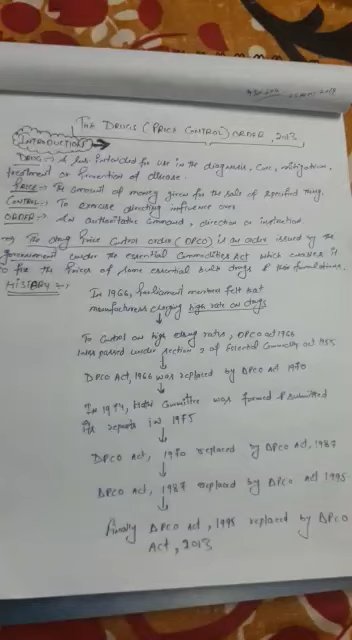 THE DRUGS (PRICE CONTROL) ORDER, 2013
INTRODUCTION
DRUG :→ A sub. intended for use in the diagnosis, Cure, mitigation,
treatment or Prevention of disease.
PRICE :→ The amount of money given for the sale of specified thing.
CONTROL :→ To exercise directing influence over
ORDER :→ An authoritative command, direction or instruction
The drug Price Control order (DPCO) is an order issued by the
government under the essential Commodities Act which enables it
to fix the Prices of some essential bulk drugs & their formulations.
HISTORY :→
In 1966, Parliament members felt that
manufacturers charging high rate on drugs
↓
To Control on high rates, DPCO act 1966
was passed under section 3 of Essential Commodity act 1955
↓
DPCO Act, 1966 was replaced by DPCO act 1970
↓
In 1974, Hathi Committee was formed & submitted
its reports in 1975
↓
DPCO Act, 1970 replaced by DPCO Act, 1987
↓
DPCO Act, 1987 replaced by DPCO Act 1995
↓
Finally DPCO act, 1995 replaced by DPCO
Act, 2013